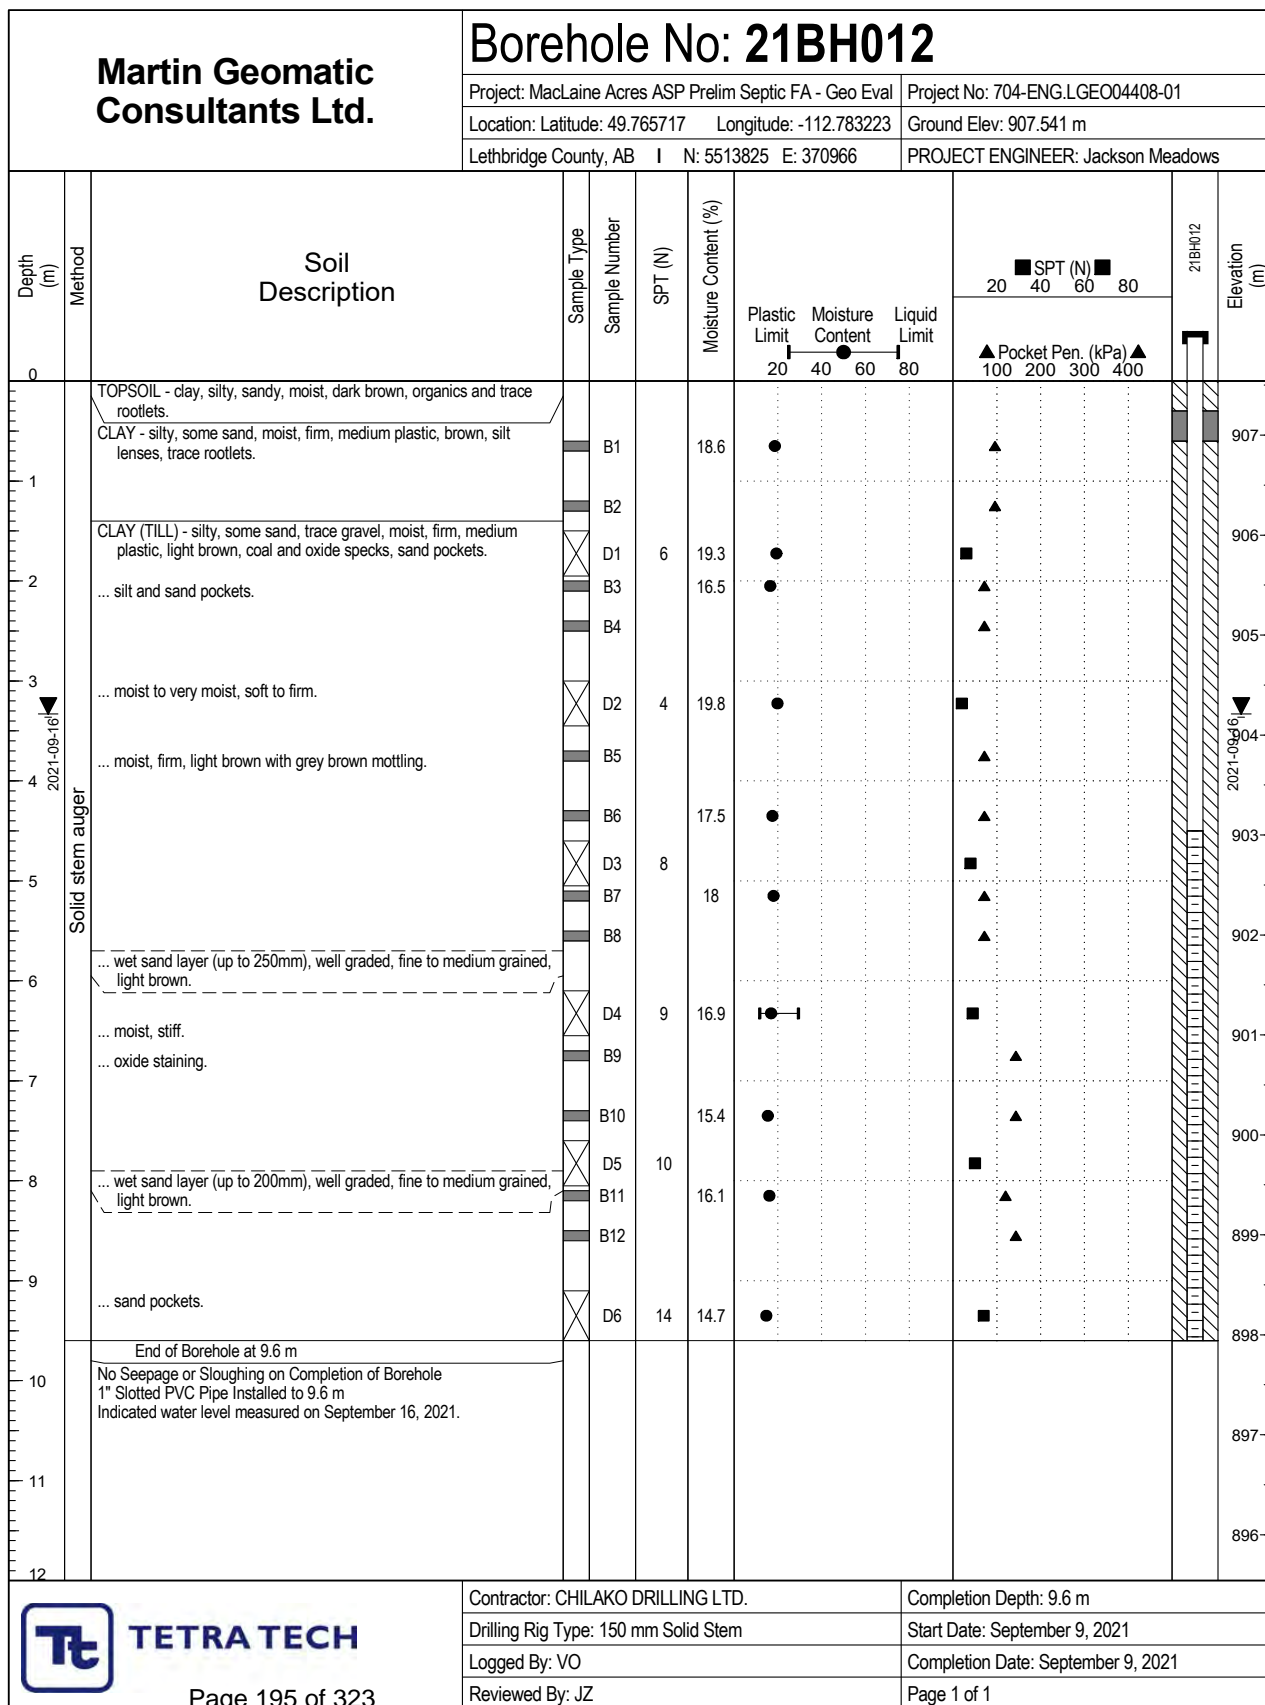 Martin Geomatic
Consultants Ltd.
Borehole No: 21BH012
Project: MacLaine Acres ASP Prelim Septic FA - Geo Eval
Project No: 704-ENG.LGEO04408-01
Location: Latitude: 49.765717 Longitude: -112.783223
Ground Elev: 907.541 m
Lethbridge County, AB I N: 5513825 E: 370966
PROJECT ENGINEER: Jackson Meadows
Depth
(m)
Method
Soil
Description
Sample Type
Sample Number
SPT (N)
Moisture Content (%)
Plastic Moisture Liquid
Limit Content Limit
20 40 60 80
SPT (N)
20 40 60 80
Pocket Pen. (kPa)
100 200 300 400
21BH012
Elevation
(m)
0
TOPSOIL - clay, silty, sandy, moist, dark brown, organics and trace
rootlets.
CLAY - silty, some sand, moist, firm, medium plastic, brown, silt
lenses, trace rootlets.
B1 18.6
907
1
B2
CLAY (TILL) - silty, some sand, trace gravel, moist, firm, medium
plastic, light brown, coal and oxide specks, sand pockets.
D1 6 19.3
906
2
... silt and sand pockets.
B3 16.5
B4
905
3
... moist to very moist, soft to firm.
D2 4 19.8
2021-09-16
2021-09-16
904
... moist, firm, light brown with grey brown mottling.
B5
4
Solid stem auger
B6 17.5
903
D3 8
5
B7 18
B8
902
... wet sand layer (up to 250mm), well graded, fine to medium grained,
light brown.
6
D4 9 16.9
... moist, stiff.
901
... oxide staining.
B9
7
B10 15.4
900
D5 10
8
... wet sand layer (up to 200mm), well graded, fine to medium grained,
light brown.
B11 16.1
B12
899
9
... sand pockets.
D6 14 14.7
898
End of Borehole at 9.6 m
10
No Seepage or Sloughing on Completion of Borehole
1" Slotted PVC Pipe Installed to 9.6 m
Indicated water level measured on September 16, 2021.
897
11
896
12
Tt
TETRA TECH
Page 195 of 323
Contractor: CHILAKO DRILLING LTD.
Completion Depth: 9.6 m
Drilling Rig Type: 150 mm Solid Stem
Start Date: September 9, 2021
Logged By: VO
Completion Date: September 9, 2021
Reviewed By: JZ
Page 1 of 1